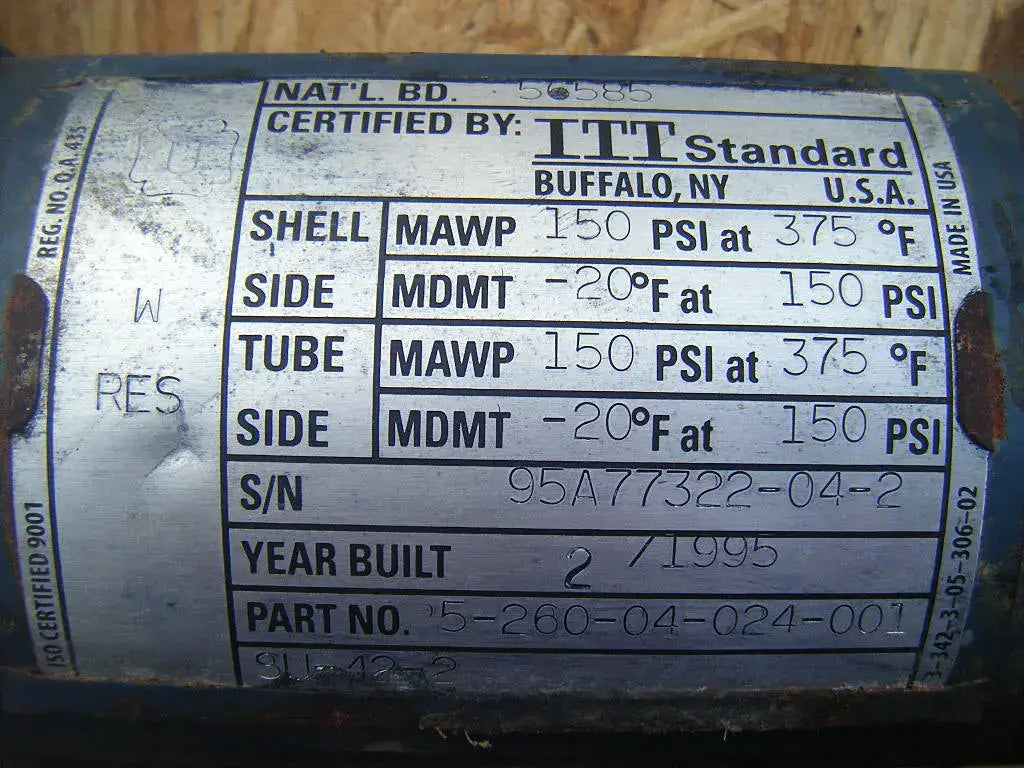 NAT'L. BD. 585
CERTIFIED BY: ITT Standard
BUFFALO, NY U.S.A.
SHELL SIDE
MAWP 150 PSI at 375 °F
MDMT -20°F at 150 PSI
TUBE SIDE
MAWP 150 PSI at 375 °F
MDMT -20°F at 150 PSI
S/N 95A77322-04-2
YEAR BUILT 2 /1995
PART NO. 5-260-04-024-001
REG. NO. Q.A. 435
U
W
RES
ISO CERTIFIED 9001
MADE IN USA
3-342-3-05-306-02